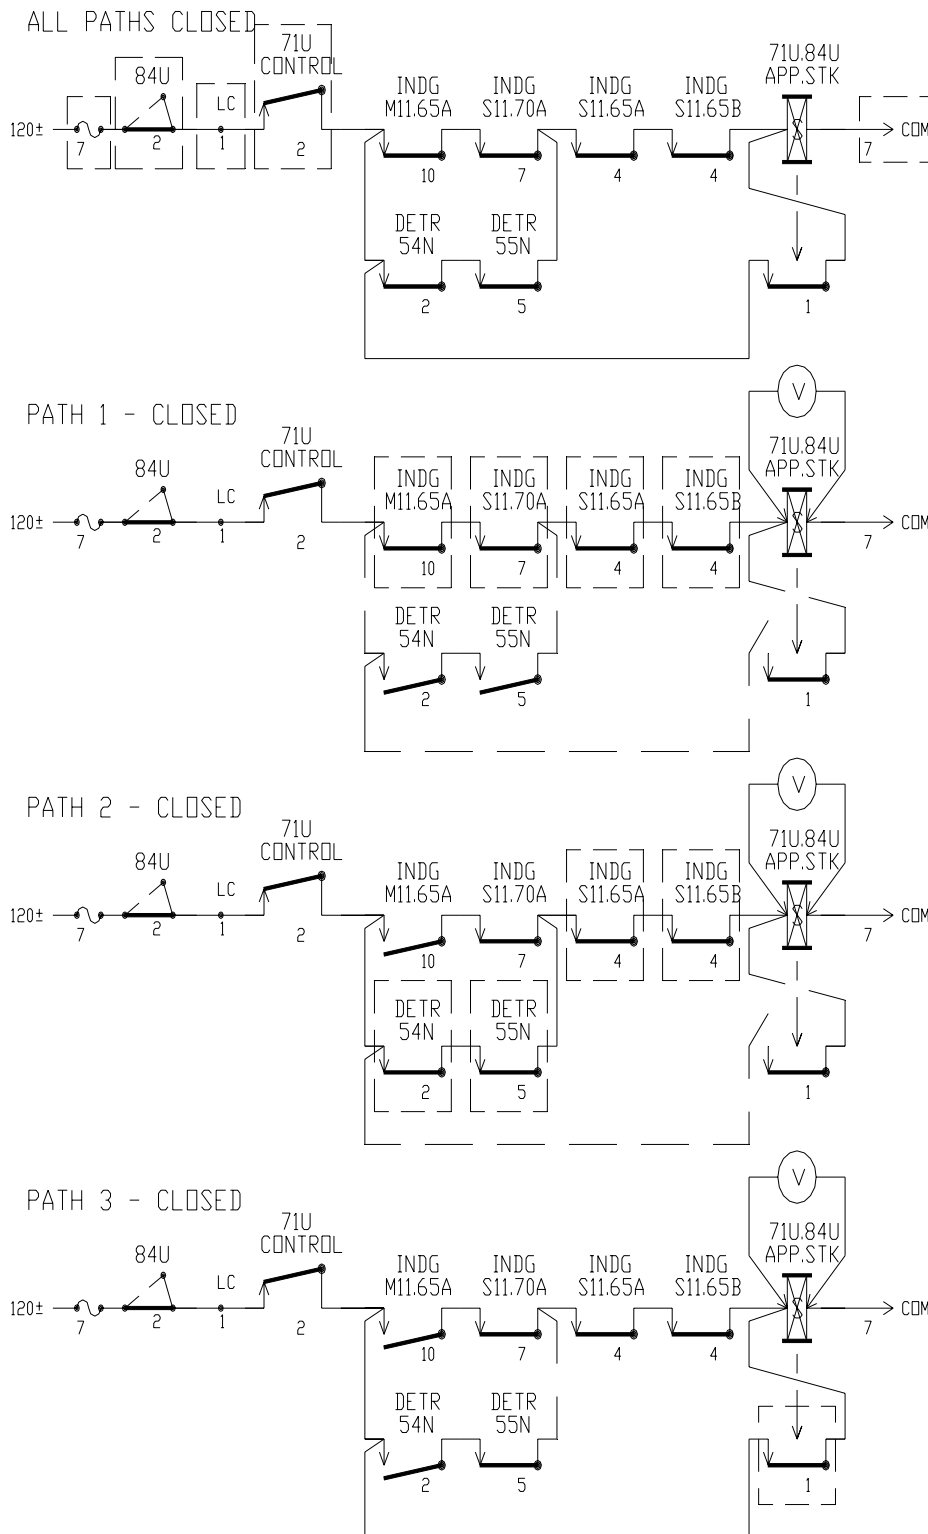 ALL PATHS CLOSED
71U
CONTROL
84U
LC
INDG
M11.65A
INDG
S11.70A
INDG
S11.65A
INDG
S11.65B
71U.84U
APP.STK
120±
7
2
1
2
10
7
4
4
7
COM
DETR
54N
DETR
55N
2
5
1
PATH 1 - CLOSED
V
71U
CONTROL
84U
LC
INDG
M11.65A
INDG
S11.70A
INDG
S11.65A
INDG
S11.65B
71U.84U
APP.STK
120±
7
2
1
2
10
7
4
4
7
COM
DETR
54N
DETR
55N
2
5
1
PATH 2 - CLOSED
V
71U
CONTROL
84U
LC
INDG
M11.65A
INDG
S11.70A
INDG
S11.65A
INDG
S11.65B
71U.84U
APP.STK
120±
7
2
1
2
10
7
4
4
7
COM
DETR
54N
DETR
55N
2
5
1
PATH 3 - CLOSED
V
71U
CONTROL
84U
LC
INDG
M11.65A
INDG
S11.70A
INDG
S11.65A
INDG
S11.65B
71U.84U
APP.STK
120±
7
2
1
2
10
7
4
4
7
COM
DETR
54N
DETR
55N
2
5
1